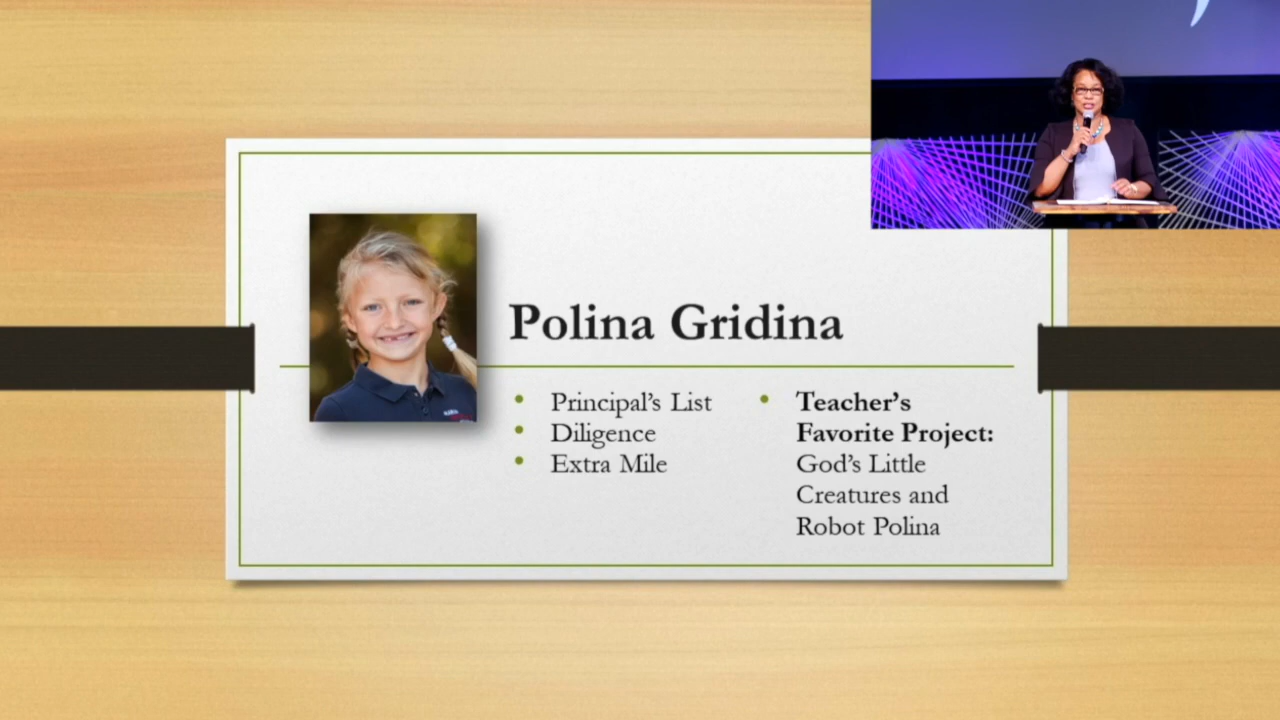 Polina Gridina
Principal's List
Diligence
Extra Mile
Teacher's
Favorite Project:
God's Little
Creatures and
Robot Polina